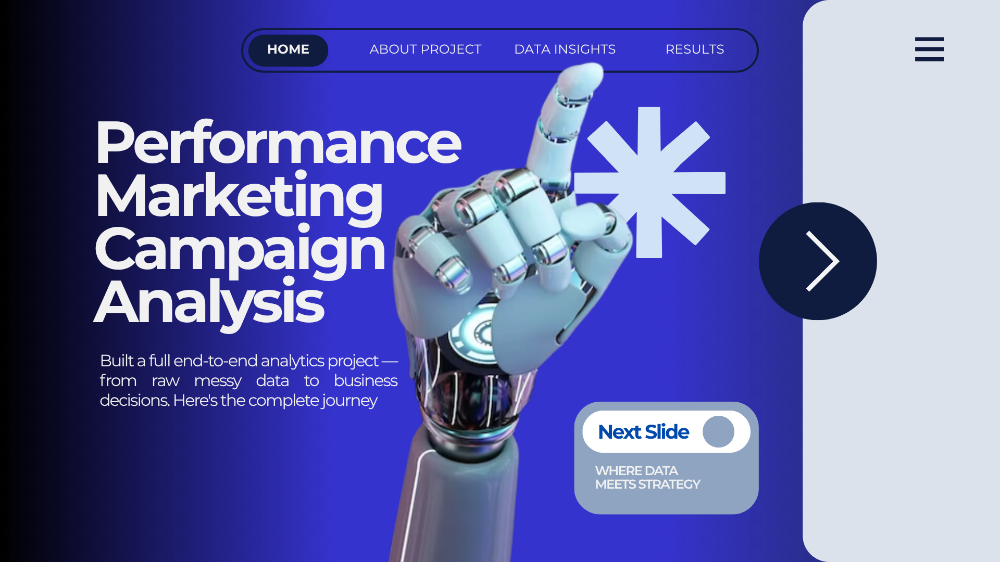 HOME
ABOUT PROJECT
DATA INSIGHTS
RESULTS
Performance
Marketing
Campaign
Analysis
Built a full end-to-end analytics project —
from raw messy data to business
decisions. Here's the complete journey
Next Slide
WHERE DATA
MEETS STRATEGY